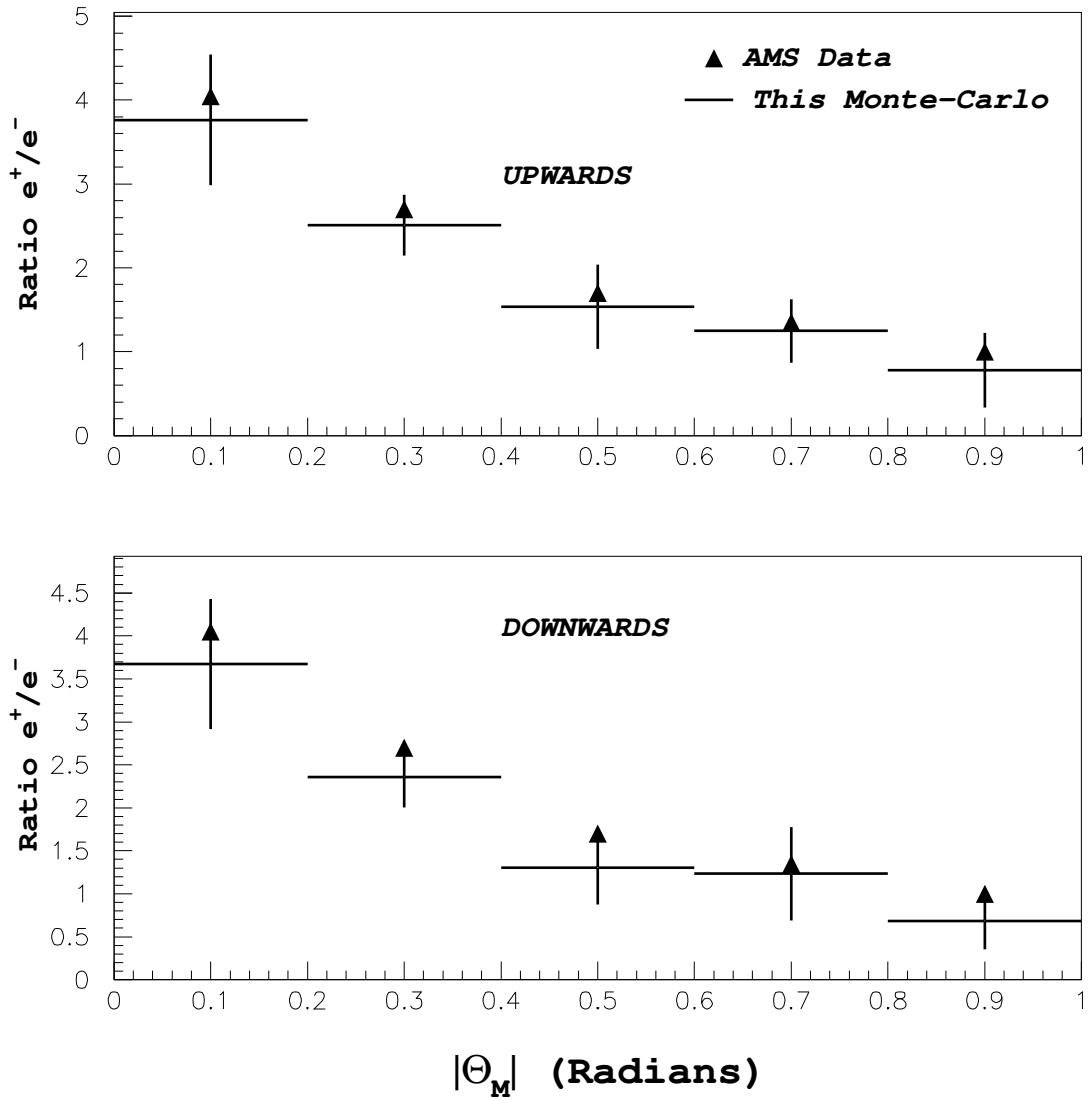 5
4
3
2
1
0
Ratio e⁺/e⁻
▲ AMS Data
— This Monte-Carlo
UPWARDS
0 0.1 0.2 0.3 0.4 0.5 0.6 0.7 0.8 0.9 1
4.5
4
3.5
3
2.5
2
1.5
1
0.5
0
Ratio e⁺/e⁻
DOWNWARDS
0 0.1 0.2 0.3 0.4 0.5 0.6 0.7 0.8 0.9 1
|Θ_M| (Radians)